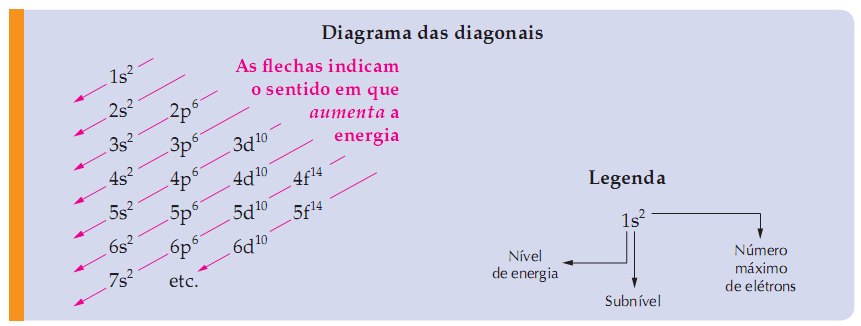 Diagrama das diagonais
1s²
2s² 2p⁶
3s² 3p⁶ 3d¹⁰
4s² 4p⁶ 4d¹⁰ 4f¹⁴
5s² 5p⁶ 5d¹⁰ 5f¹⁴
6s² 6p⁶ 6d¹⁰
7s² etc.
As flechas indicam
o sentido em que
aumenta a
energia
Legenda
1s²
Nível
de energia
Subnível
Número
máximo
de elétrons